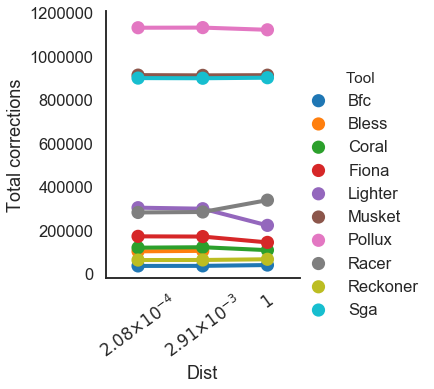 1200000
1000000
800000
600000
400000
200000
0
Total corrections
2.08×10⁻⁴
2.91×10⁻³
1
Dist
Tool
Bfc
Bless
Coral
Fiona
Lighter
Musket
Pollux
Racer
Reckoner
Sga